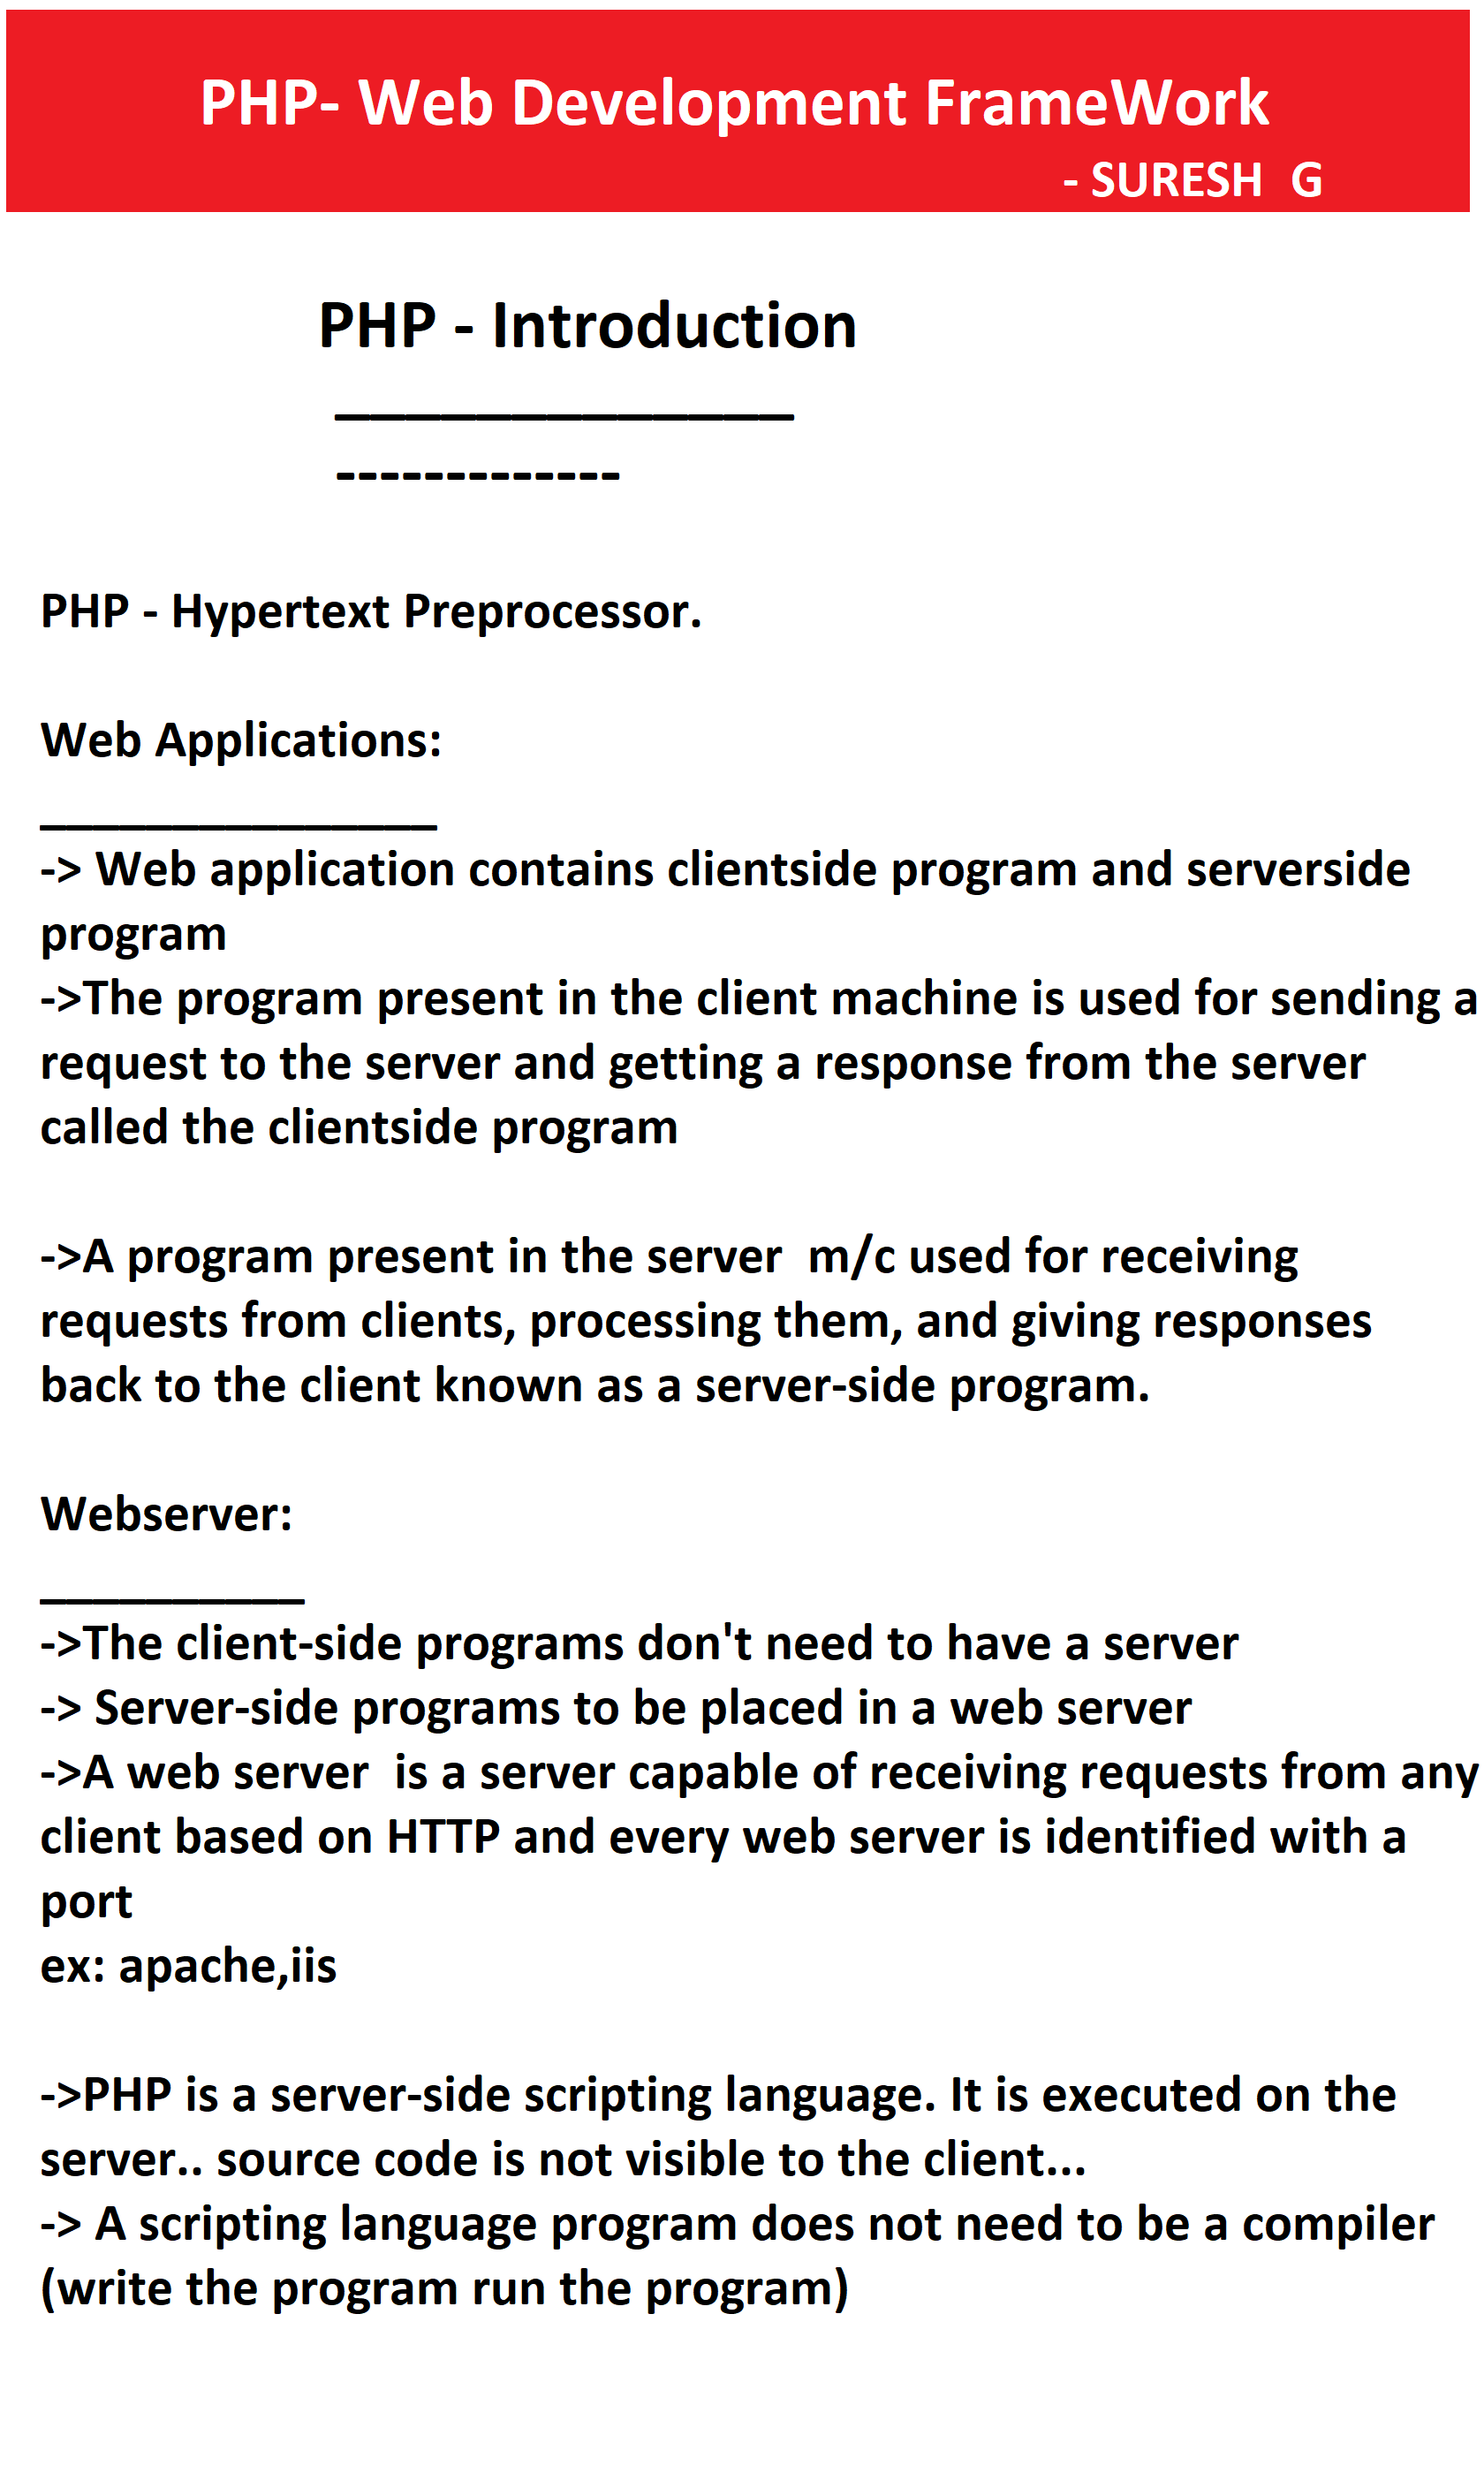 PHP- Web Development FrameWork
- SURESH  G
PHP - Introduction
_____________
-------------
PHP - Hypertext Preprocessor.
Web Applications:
_______________
-> Web application contains clientside program and serverside
program
->The program present in the client machine is used for sending a
request to the server and getting a response from the server
called the clientside program
->A program present in the server  m/c used for receiving
requests from clients, processing them, and giving responses
back to the client known as a server-side program.
Webserver:
__________
->The client-side programs don't need to have a server
-> Server-side programs to be placed in a web server
->A web server  is a server capable of receiving requests from any
client based on HTTP and every web server is identified with a
port
ex: apache,iis
->PHP is a server-side scripting language. It is executed on the
server.. source code is not visible to the client...
-> A scripting language program does not need to be a compiler
(write the program run the program)